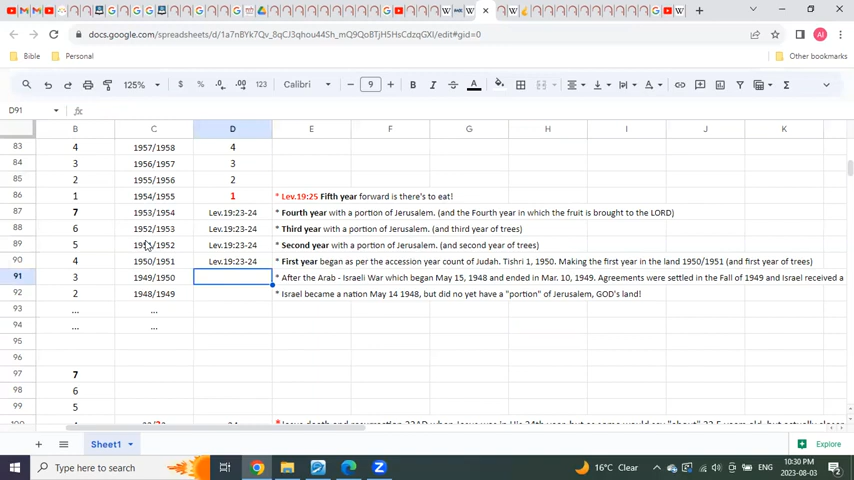 docs.google.com/spreadsheets/d/1a7nBYk7Qv_8qCJ3qhou44Sh_mQ9QoBTjH5HsCdzqGXI/edit#gid=0
Bible Personal Other bookmarks
125% $ % .0 .00 123 Calibri 9 B I A
D91
B C D E F G H I J K
83 4 1957/1958 4
84 3 1956/1957 3
85 2 1955/1956 2
86 1 1954/1955 1 * Lev.19:25 Fifth year forward is there's to eat!
87 7 1953/1954 Lev.19:23-24 * Fourth year with a portion of Jerusalem. (and the Fourth year in which the fruit is brought to the LORD)
88 6 1952/1953 Lev.19:23-24 * Third year with a portion of Jerusalem. (and third year of trees)
89 5 1951/1952 Lev.19:23-24 * Second year with a portion of Jerusalem. (and second year of trees)
90 4 1950/1951 Lev.19:23-24 * First year began as per the accession year count of Judah. Tishri 1, 1950. Making the first year in the land 1950/1951 (and first year of trees)
91 3 1949/1950 * After the Arab - Israeli War which began May 15, 1948 and ended in Mar. 10, 1949. Agreements were settled in the Fall of 1949 and Israel received a
92 2 1948/1949 * Israel became a nation May 14 1948, but did no yet have a "portion" of Jerusalem, GOD's land!
93 ... ...
94 ... ...
95
96
97 7
98 6
99 5
Sheet1 Explore
Type here to search 16°C Clear ENG 10:30 PM
2023-08-03